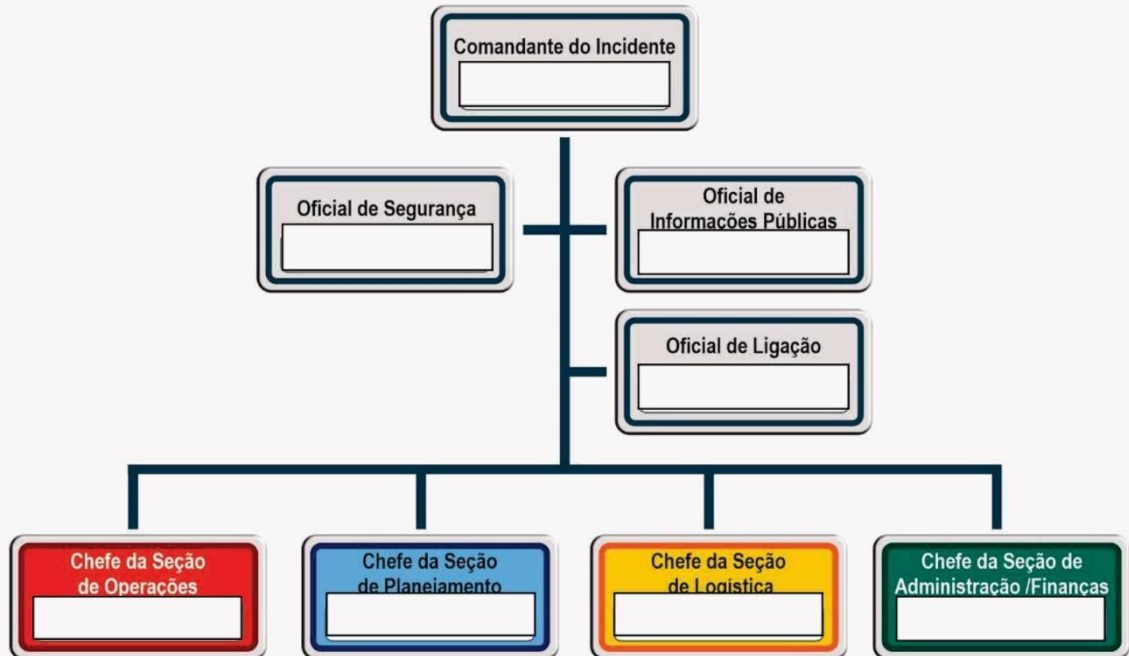 Comandante do Incidente
Oficial de Segurança
Oficial de
Informações Públicas
Oficial de Ligação
Chefe da Seção
de Operações
Chefe da Seção
de Planejamento
Chefe da Seção
de Logística
Chefe da Seção de
Administração /Finanças